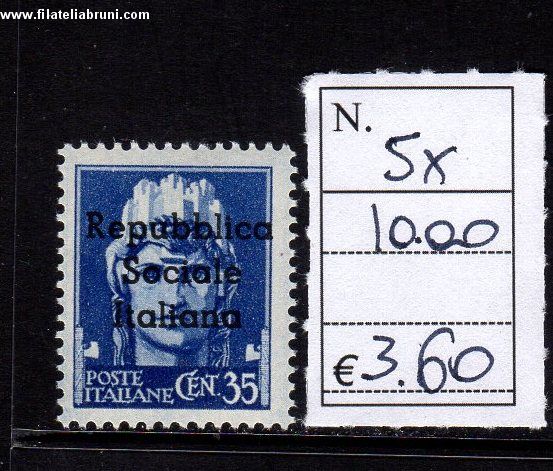 www.filateliabruni.com
Repubblica
Sociale
Italiana
POSTE
ITALIANE CENT. 35
N.
5x
10.00
€ 3.60